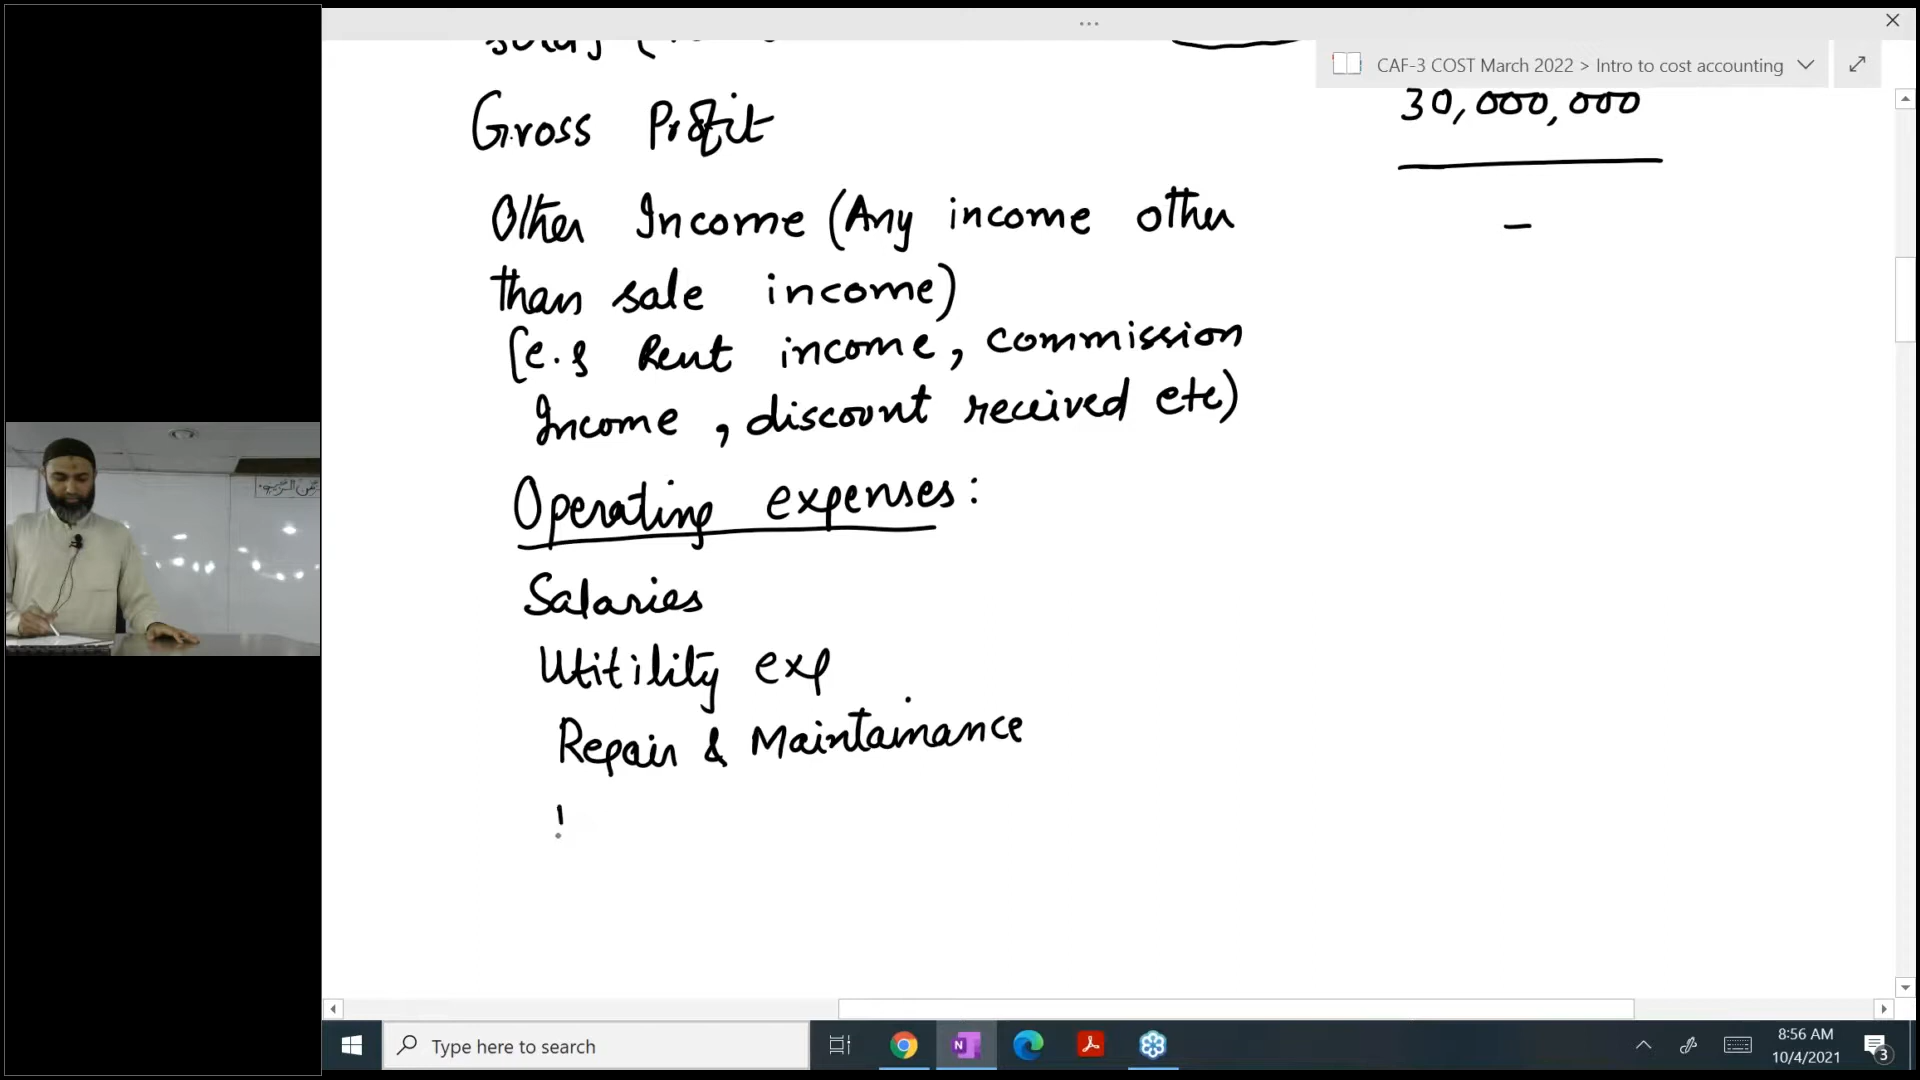 CAF-3 COST March 2022 > Intro to cost accounting
30,000,000
Gross Profit
Other Income (Any income other
than sale income)
[e.g Rent income, commission
Income, discount received etc)
Operating expenses:
Salaries
Utitility exp
Repair & Maintainance
Type here to search
8:56 AM
10/4/2021
3